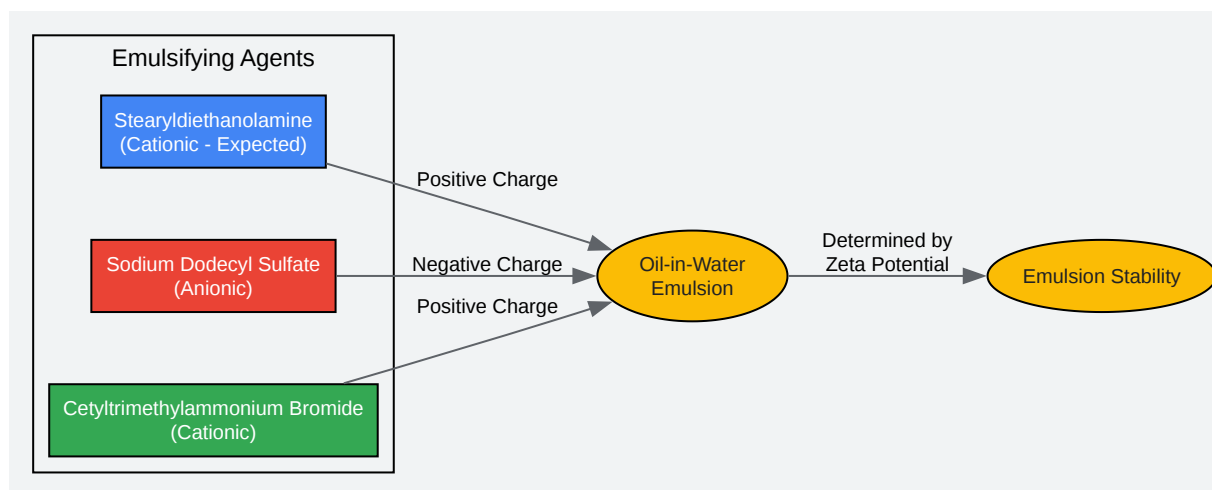 Emulsifying Agents
Stearyldiethanolamine
(Cationic - Expected)
Positive Charge
Sodium Dodecyl Sulfate
(Anionic)
Negative Charge
Positive Charge
Cetyltrimethylammonium Bromide
(Cationic)
Oil-in-Water
Emulsion
Determined by
Zeta Potential
Emulsion Stability